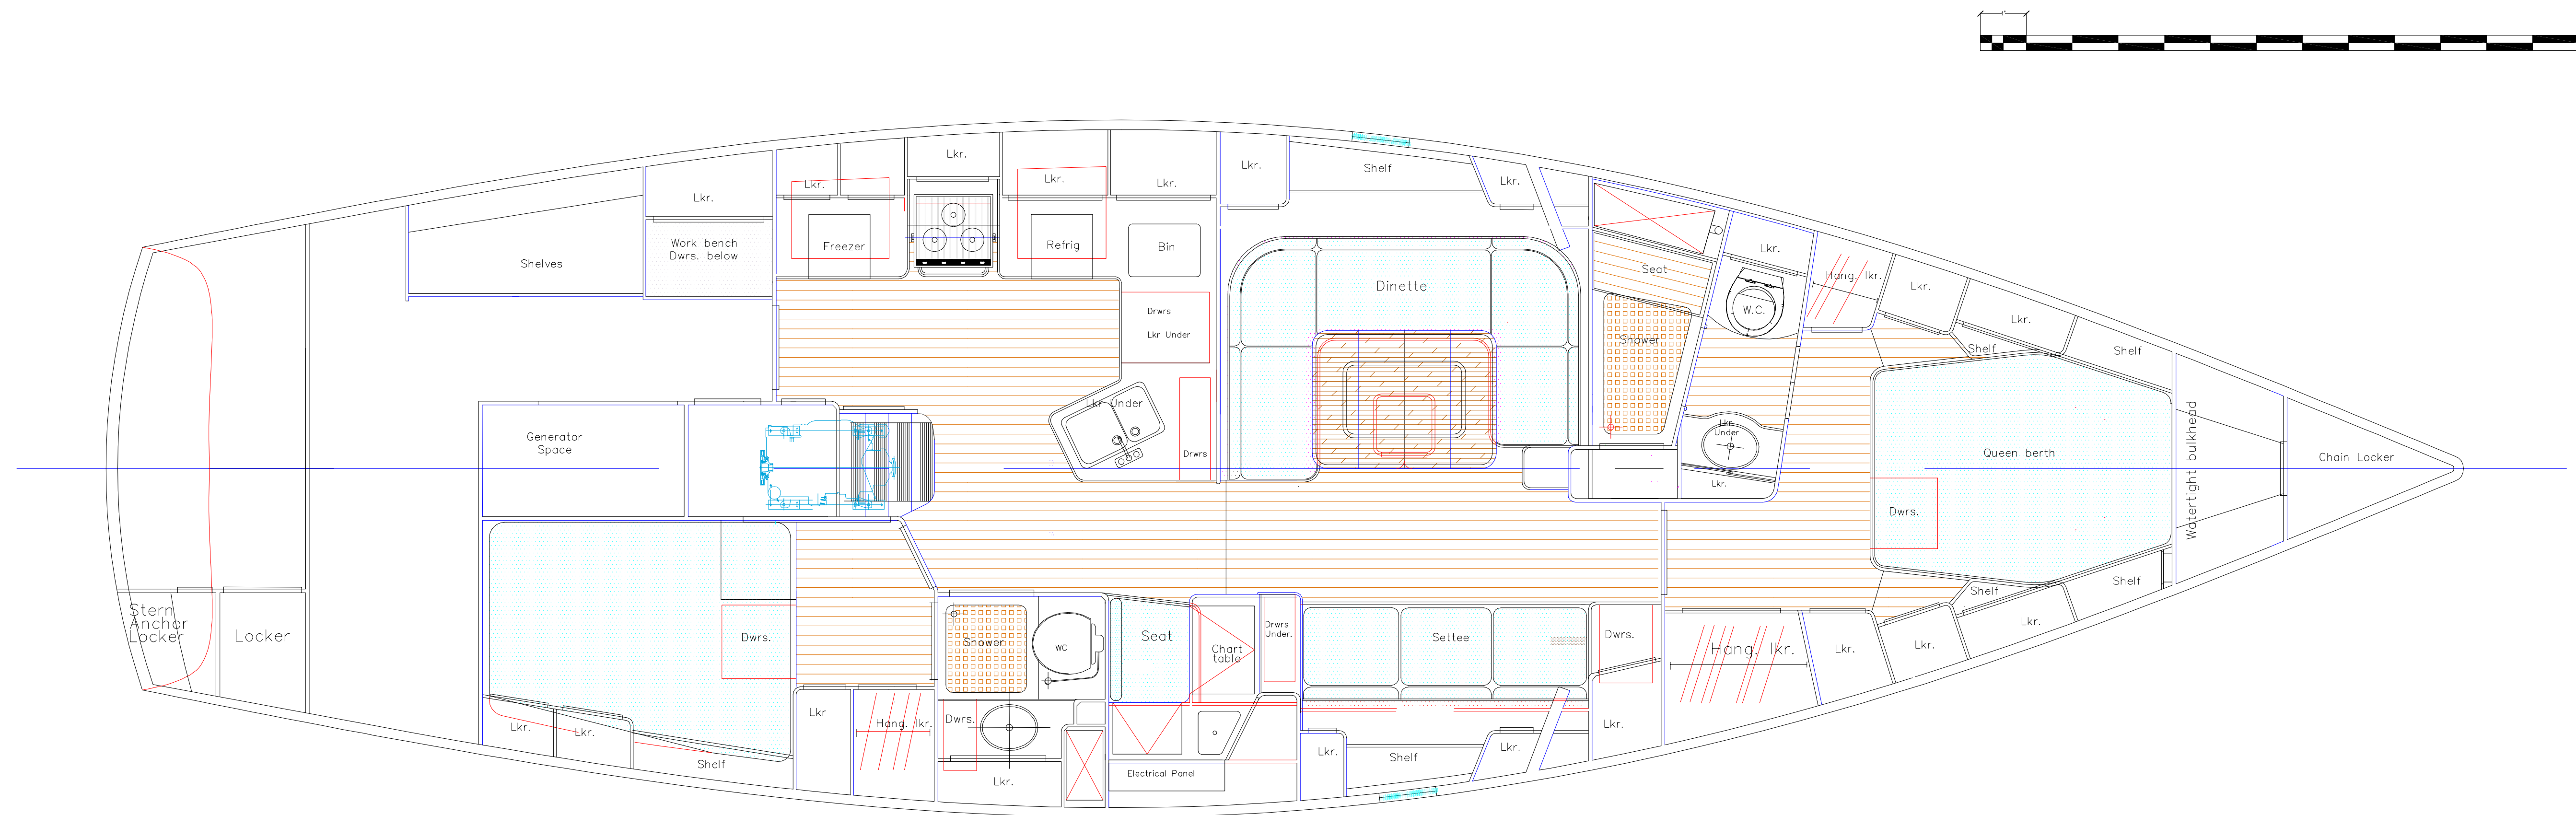 1"
Lkr.
Shelf
Lkr.
Lkr.
Lkr.
Lkr.
Lkr.
Lkr.
Lkr.
Work bench
Dwrs. below
Freezer
Refrig
Bin
Shelves
Dinette
Seat
Lkr.
Hang. lkr.
Lkr.
W.C.
Lkr.
Drwrs
Lkr Under
Shower
Shelf
Shelf
Lkr Under
Generator
Space
Drwrs
Lkr.
Under
Lkr.
Queen berth
Dwrs.
Watertight bulkhead
Chain Locker
Stern
Anchor
Locker
Locker
Dwrs.
Shower
WC
Seat
Chart
table
Drwrs
Under.
Settee
Dwrs.
Hang. lkr.
Lkr.
Lkr.
Lkr.
Shelf
Shelf
Lkr.
Lkr.
Shelf
Lkr
Hang. lkr.
Dwrs.
Lkr.
Electrical Panel
Lkr.
Shelf
Lkr.
Lkr.